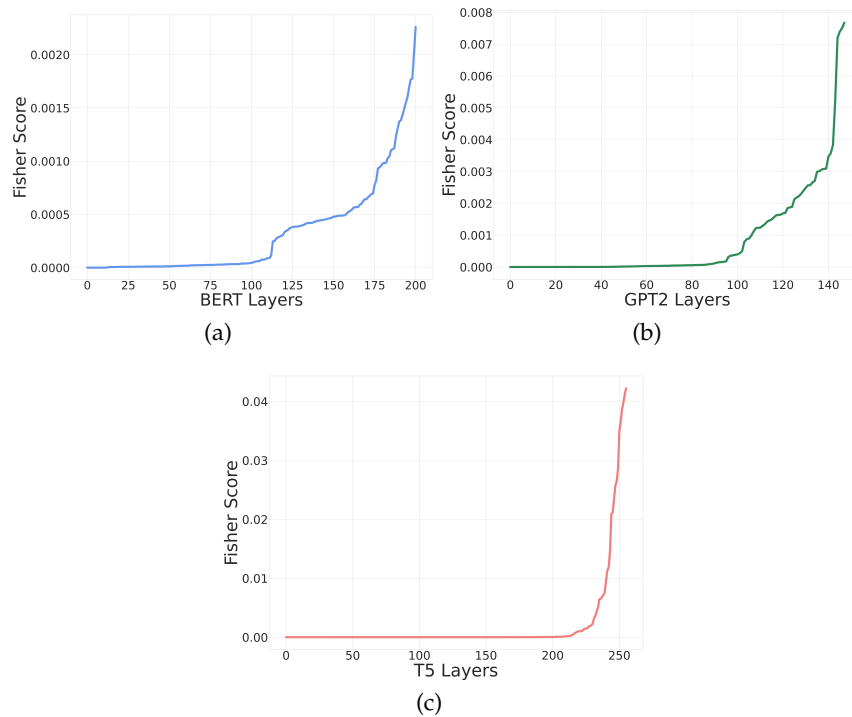 Fisher Score
0.0020
0.0015
0.0010
0.0005
0.0000
0 25 50 75 100 125 150 175 200
BERT Layers
(a)
Fisher Score
0.008
0.007
0.006
0.005
0.004
0.003
0.002
0.001
0.000
0 20 40 60 80 100 120 140
GPT2 Layers
(b)
Fisher Score
0.04
0.03
0.02
0.01
0.00
0 50 100 150 200 250
T5 Layers
(c)